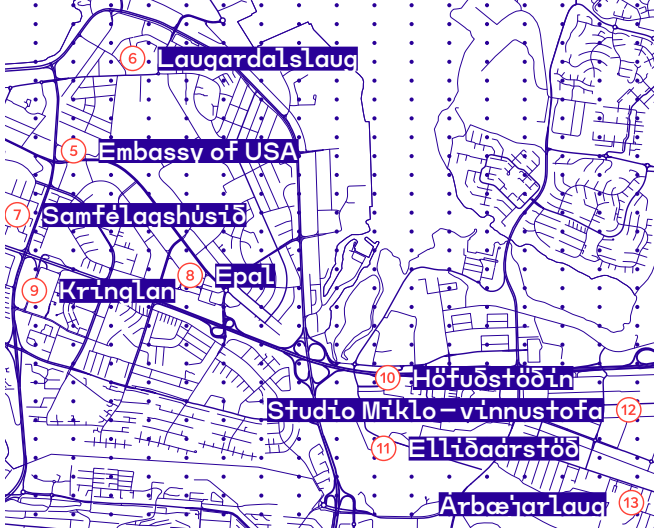 6 Laugardalslaug
5 Embassy of USA
7 Samfélagshúsið
8 Epal
9 Kringlan
10 Höfuðstöðin
Studio Miklo – vinnustofa 12
11 Elliðaárstöð
Árbæjarlaug 13